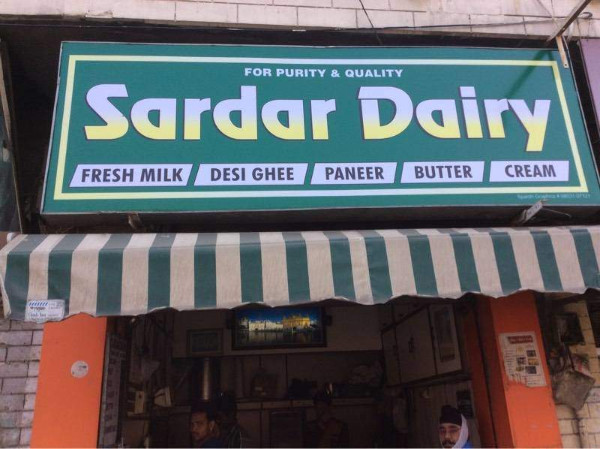 FOR PURITY & QUALITY
Sardar Dairy
FRESH MILK DESI GHEE PANEER BUTTER CREAM